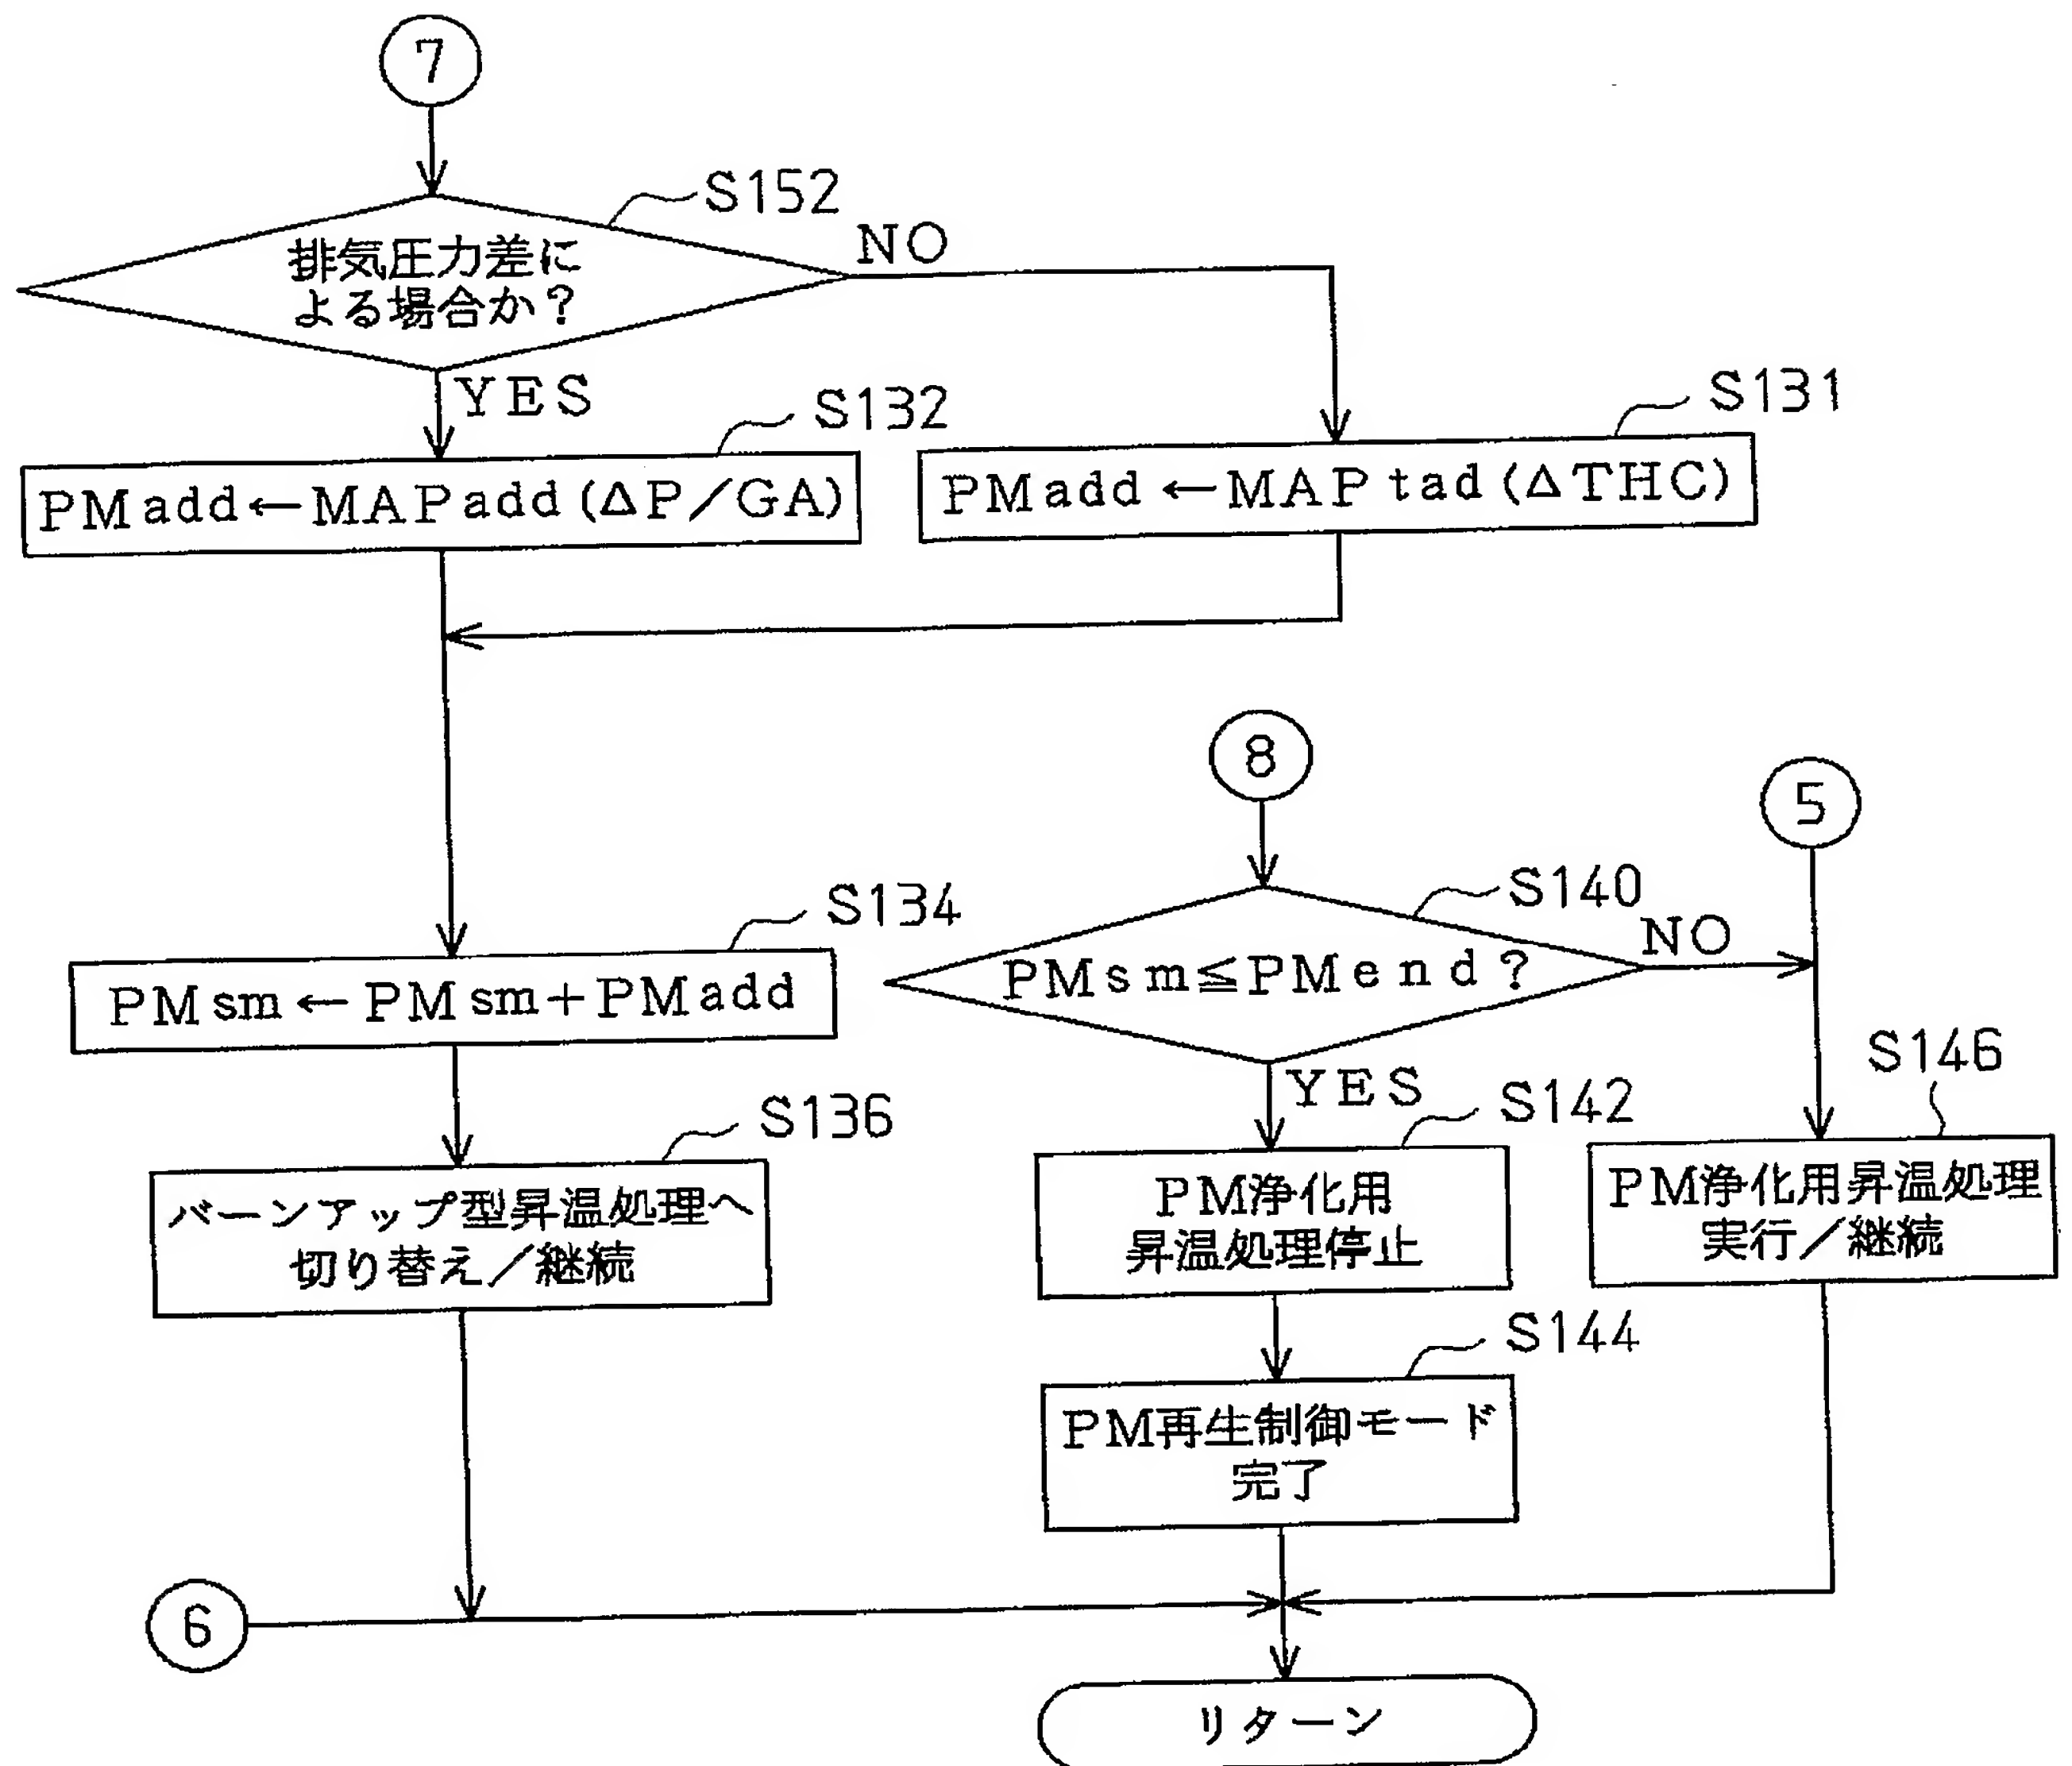 7
S152
排気圧力差に
よる場合か?
NO
YES
S132
PMadd←MAPadd(ΔP/GA)
S131
PMadd←MAPtad(ΔTHC)
8
5
S134
PMsm←PMsm+PMadd
S140
PMsm≦PMend?
NO
YES
S136
バーンアップ型昇温処理へ
切り替え/継続
S142
PM浄化用
昇温処理停止
S146
PM浄化用昇温処理
実行/継続
S144
PM再生制御モード
完了
6
リターン